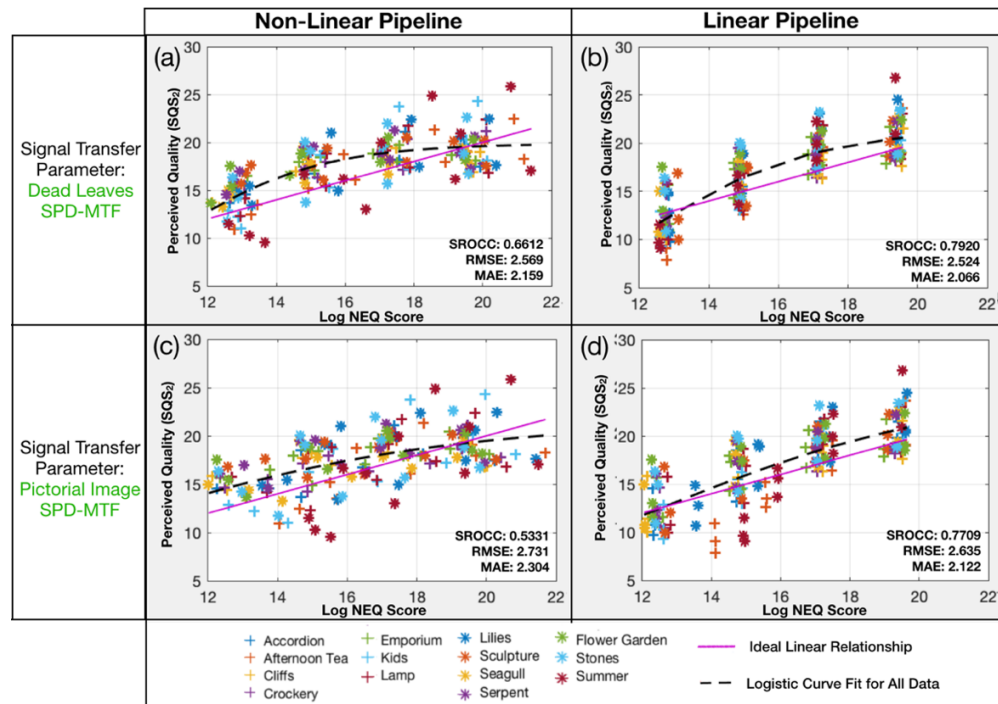 Non-Linear Pipeline
Linear Pipeline
Signal Transfer
Parameter:
Dead Leaves
SPD-MTF
(a)
30
25
20
15
10
5
12
14
16
18
20
22
Perceived Quality (SQS₂)
Log NEQ Score
SROCC: 0.6612
RMSE: 2.569
MAE: 2.159
(b)
30
25
20
15
10
5
12
14
16
18
20
22
Perceived Quality (SQS₂)
Log NEQ Score
SROCC: 0.7920
RMSE: 2.524
MAE: 2.066
Signal Transfer
Parameter:
Pictorial Image
SPD-MTF
(c)
30
25
20
15
10
5
12
14
16
18
20
22
Perceived Quality (SQS₂)
Log NEQ Score
SROCC: 0.5331
RMSE: 2.731
MAE: 2.304
(d)
30
25
20
15
10
5
12
14
16
18
20
22
Perceived Quality (SQS₂)
Log NEQ Score
SROCC: 0.7709
RMSE: 2.635
MAE: 2.122
Accordion
Afternoon Tea
Cliffs
Crockery
Emporium
Kids
Lamp
Lilies
Sculpture
Seagull
Serpent
Flower Garden
Stones
Summer
Ideal Linear Relationship
Logistic Curve Fit for All Data